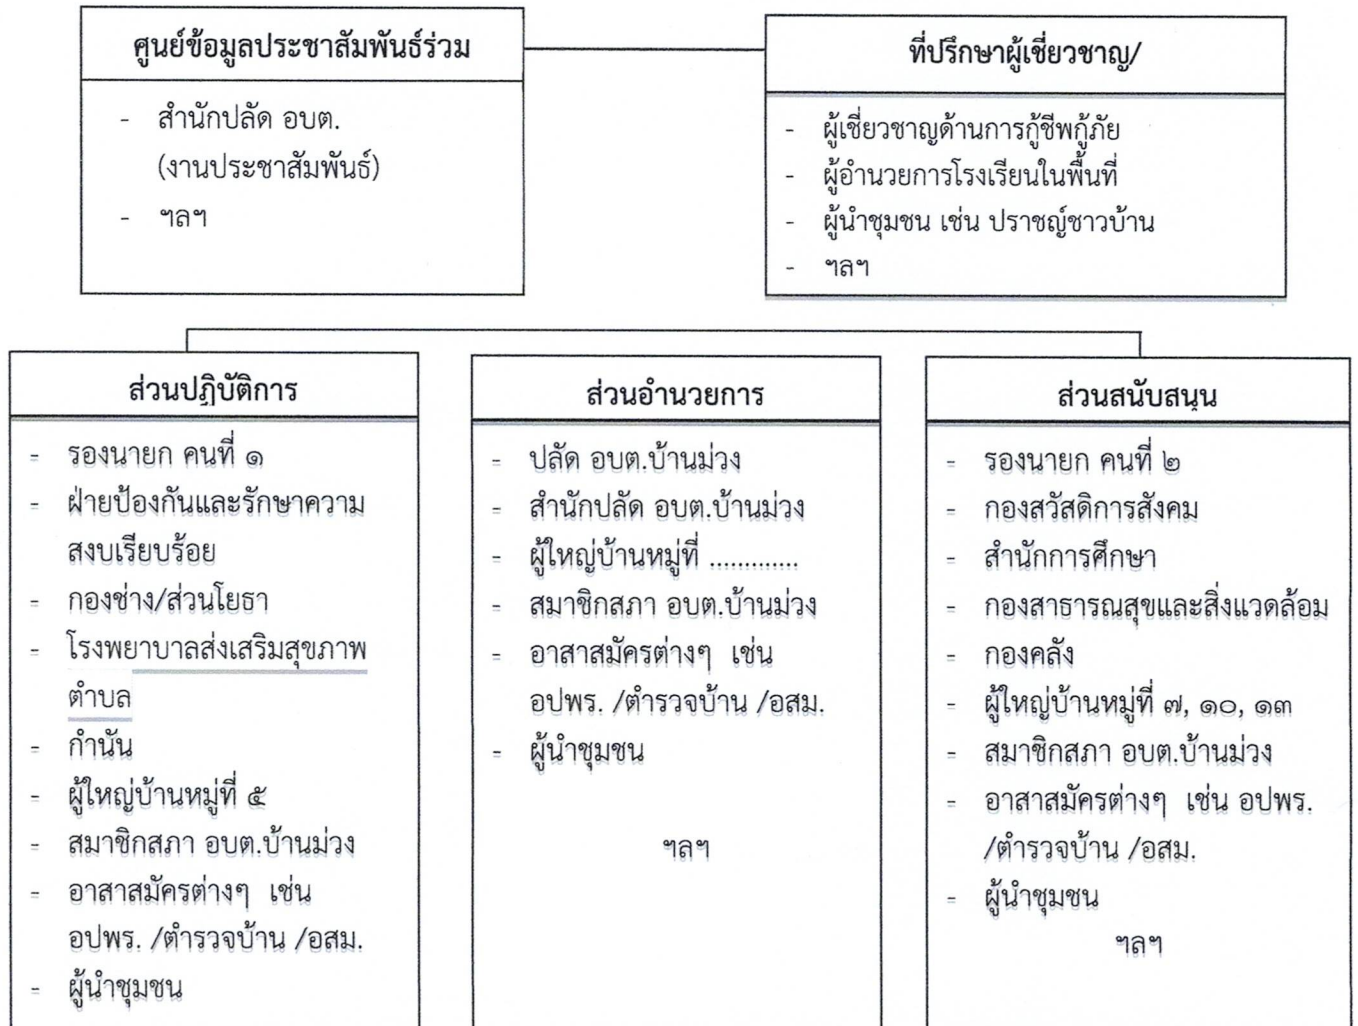 ศูนย์ข้อมูลประชาสัมพันธ์ร่วม
- สำนักปลัด อบต.
(งานประชาสัมพันธ์)
- ฯลฯ
ที่ปรึกษาผู้เชี่ยวชาญ/
- ผู้เชี่ยวชาญด้านการกู้ชีพกู้ภัย
- ผู้อำนวยการโรงเรียนในพื้นที่
- ผู้นำชุมชน เช่น ปราชญ์ชาวบ้าน
- ฯลฯ
ส่วนปฏิบัติการ
- รองนายก คนที่ ๑
- ฝ่ายป้องกันและรักษาความ
สงบเรียบร้อย
- กองช่าง/ส่วนโยธา
- โรงพยาบาลส่งเสริมสุขภาพ
ตำบล
- กำนัน
- ผู้ใหญ่บ้านหมู่ที่ ๕
- สมาชิกสภา อบต.บ้านม่วง
- อาสาสมัครต่างๆ เช่น
อปพร. /ตำรวจบ้าน /อสม.
- ผู้นำชุมชน
ส่วนอำนวยการ
- ปลัด อบต.บ้านม่วง
- สำนักปลัด อบต.บ้านม่วง
- ผู้ใหญ่บ้านหมู่ที่ .............
- สมาชิกสภา อบต.บ้านม่วง
- อาสาสมัครต่างๆ เช่น
อปพร. /ตำรวจบ้าน /อสม.
- ผู้นำชุมชน
ฯลฯ
ส่วนสนับสนุน
- รองนายก คนที่ ๒
- กองสวัสดิการสังคม
- สำนักการศึกษา
- กองสาธารณสุขและสิ่งแวดล้อม
- กองคลัง
- ผู้ใหญ่บ้านหมู่ที่ ๗, ๑๐, ๑๓
- สมาชิกสภา อบต.บ้านม่วง
- อาสาสมัครต่างๆ เช่น อปพร.
/ตำรวจบ้าน /อสม.
- ผู้นำชุมชน
ฯลฯ